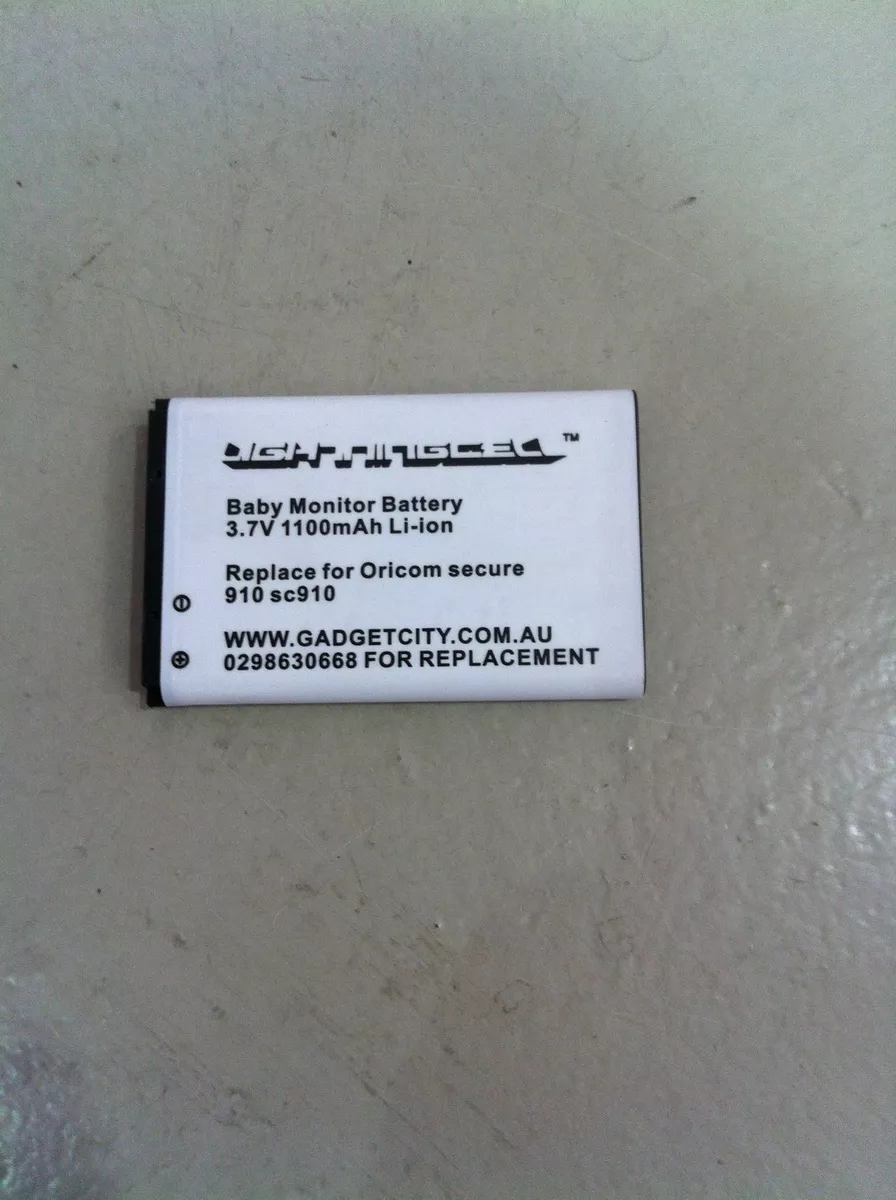 LIGHTNINGCELL™
Baby Monitor Battery
3.7V 1100mAh Li-ion
Replace for Oricom secure
910 sc910
WWW.GADGETCITY.COM.AU
0298630668 FOR REPLACEMENT